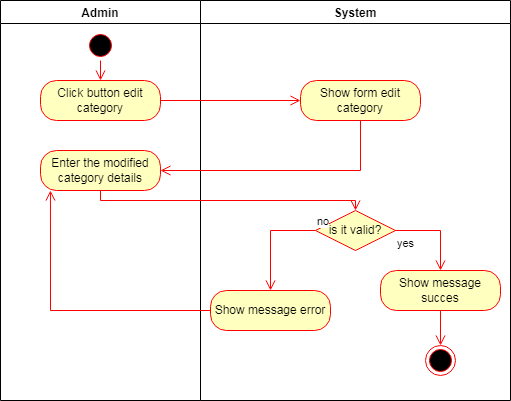 Admin
System
Click button edit
category
Show form edit
category
Enter the modified
category details
no
is it valid?
yes
Show message
succes
Show message error